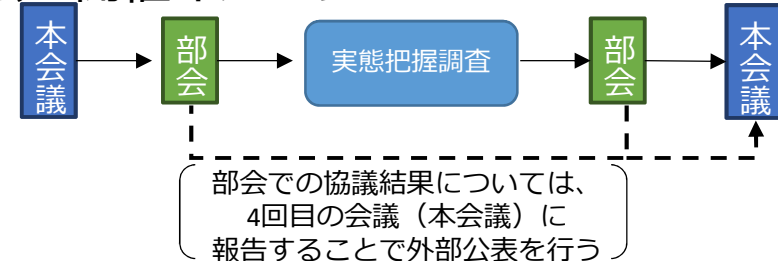 本会議
部会
実態把握調査
部会
本会議
部会での協議結果については、
4回目の会議（本会議）に
報告することで外部公表を行う